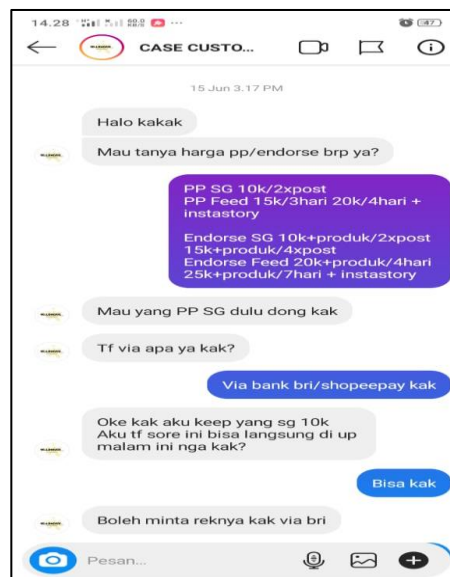 14.28
47
CASE CUSTO...
15 Jun 3.17 PM
Halo kakak
Mau tanya harga pp/endorse brp ya?
PP SG 10k/2xpost
PP Feed 15k/3hari 20k/4hari +
instastory
Endorse SG 10k+produk/2xpost
15k+produk/4xpost
Endorse Feed 20k+produk/4hari
25k+produk/7hari + instastory
Mau yang PP SG dulu dong kak
Tf via apa ya kak?
Via bank bri/shopeepay kak
Oke kak aku keep yang sg 10k
Aku tf sore ini bisa langsung di up
malam ini nga kak?
Bisa kak
Boleh minta reknya kak via bri
Pesan...